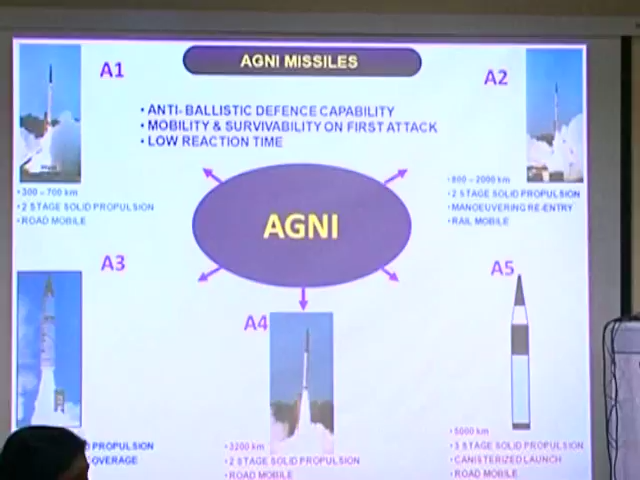 AGNI MISSILES
A1
A2
• ANTI- BALLISTIC DEFENCE CAPABILITY
• MOBILITY & SURVIVABILITY ON FIRST ATTACK
• LOW REACTION TIME
• 300 – 700 km
• 2 STAGE SOLID PROPULSION
• ROAD MOBILE
• 800 – 2000 km
• 2 STAGE SOLID PROPULSION
• MANOEUVERING RE-ENTRY
• RAIL MOBILE
AGNI
A3
A5
A4
PROPULSION
COVERAGE
• 3200 km
• 2 STAGE SOLID PROPULSION
• ROAD MOBILE
• 5000 km
• 3 STAGE SOLID PROPULSION
• CANISTERIZED LAUNCH
• ROAD MOBILE